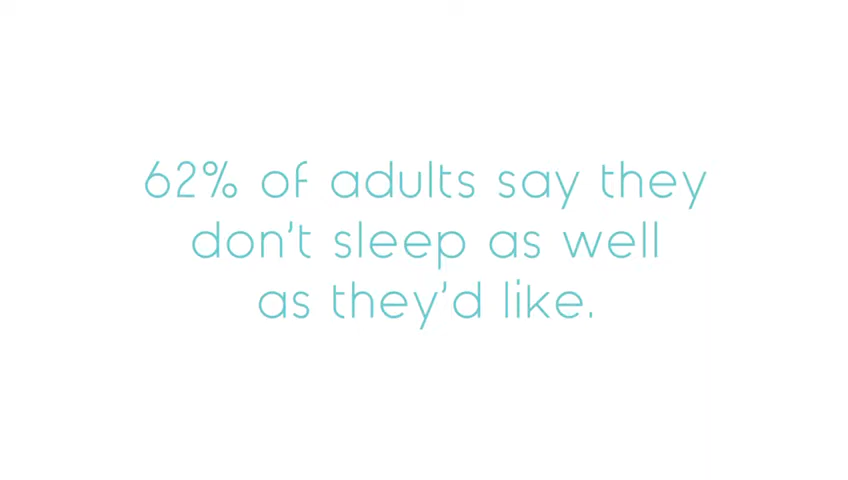 62% of adults say they
don't sleep as well
as they'd like.